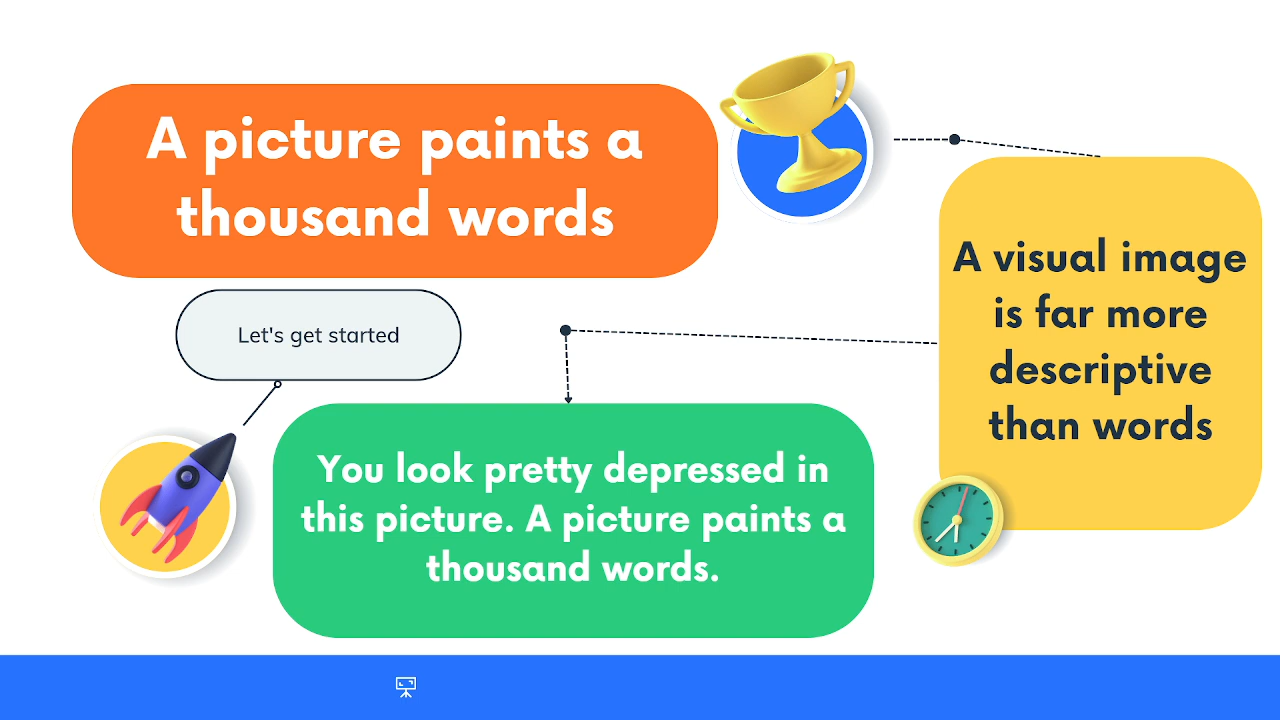 A picture paints a
thousand words
A visual image
is far more
descriptive
than words
Let's get started
You look pretty depressed in
this picture. A picture paints a
thousand words.